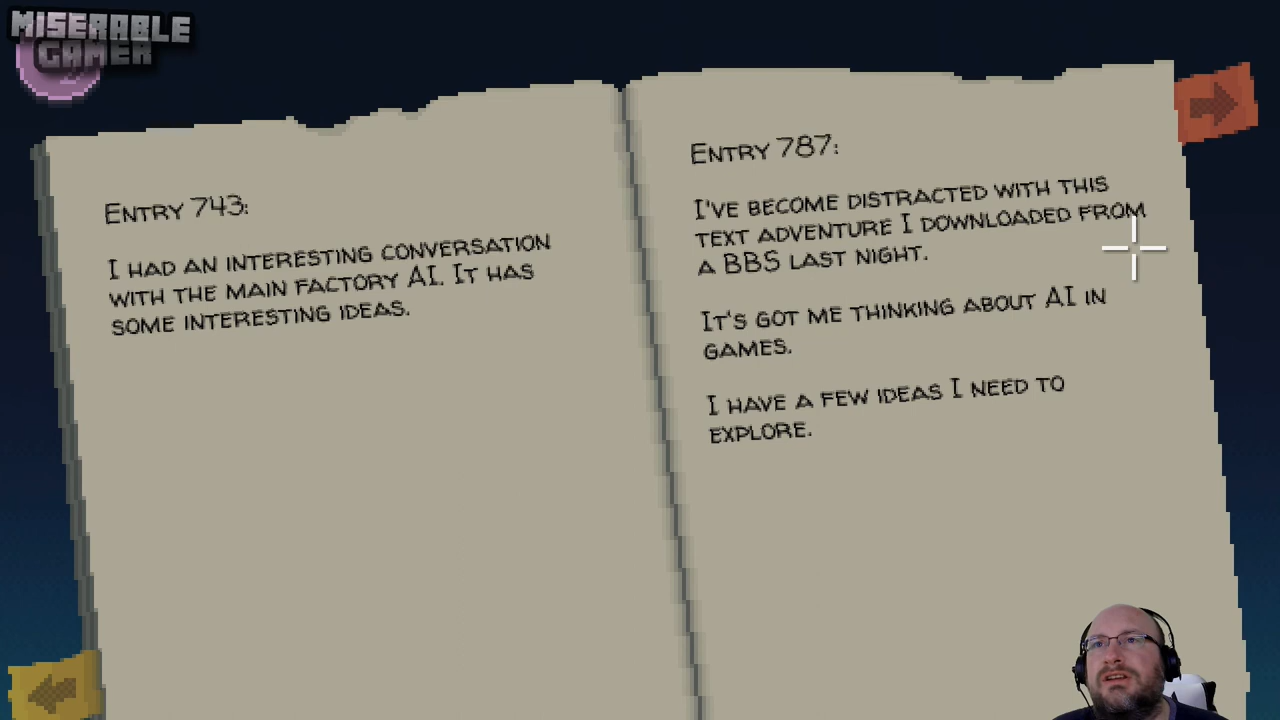 MISERABLE
GAMER
ENTRY 743:
I HAD AN INTERESTING CONVERSATION
WITH THE MAIN FACTORY AI. IT HAS
SOME INTERESTING IDEAS.
ENTRY 787:
I'VE BECOME DISTRACTED WITH THIS
TEXT ADVENTURE I DOWNLOADED FROM
A BBS LAST NIGHT.
IT'S GOT ME THINKING ABOUT AI IN
GAMES.
I HAVE A FEW IDEAS I NEED TO
EXPLORE.